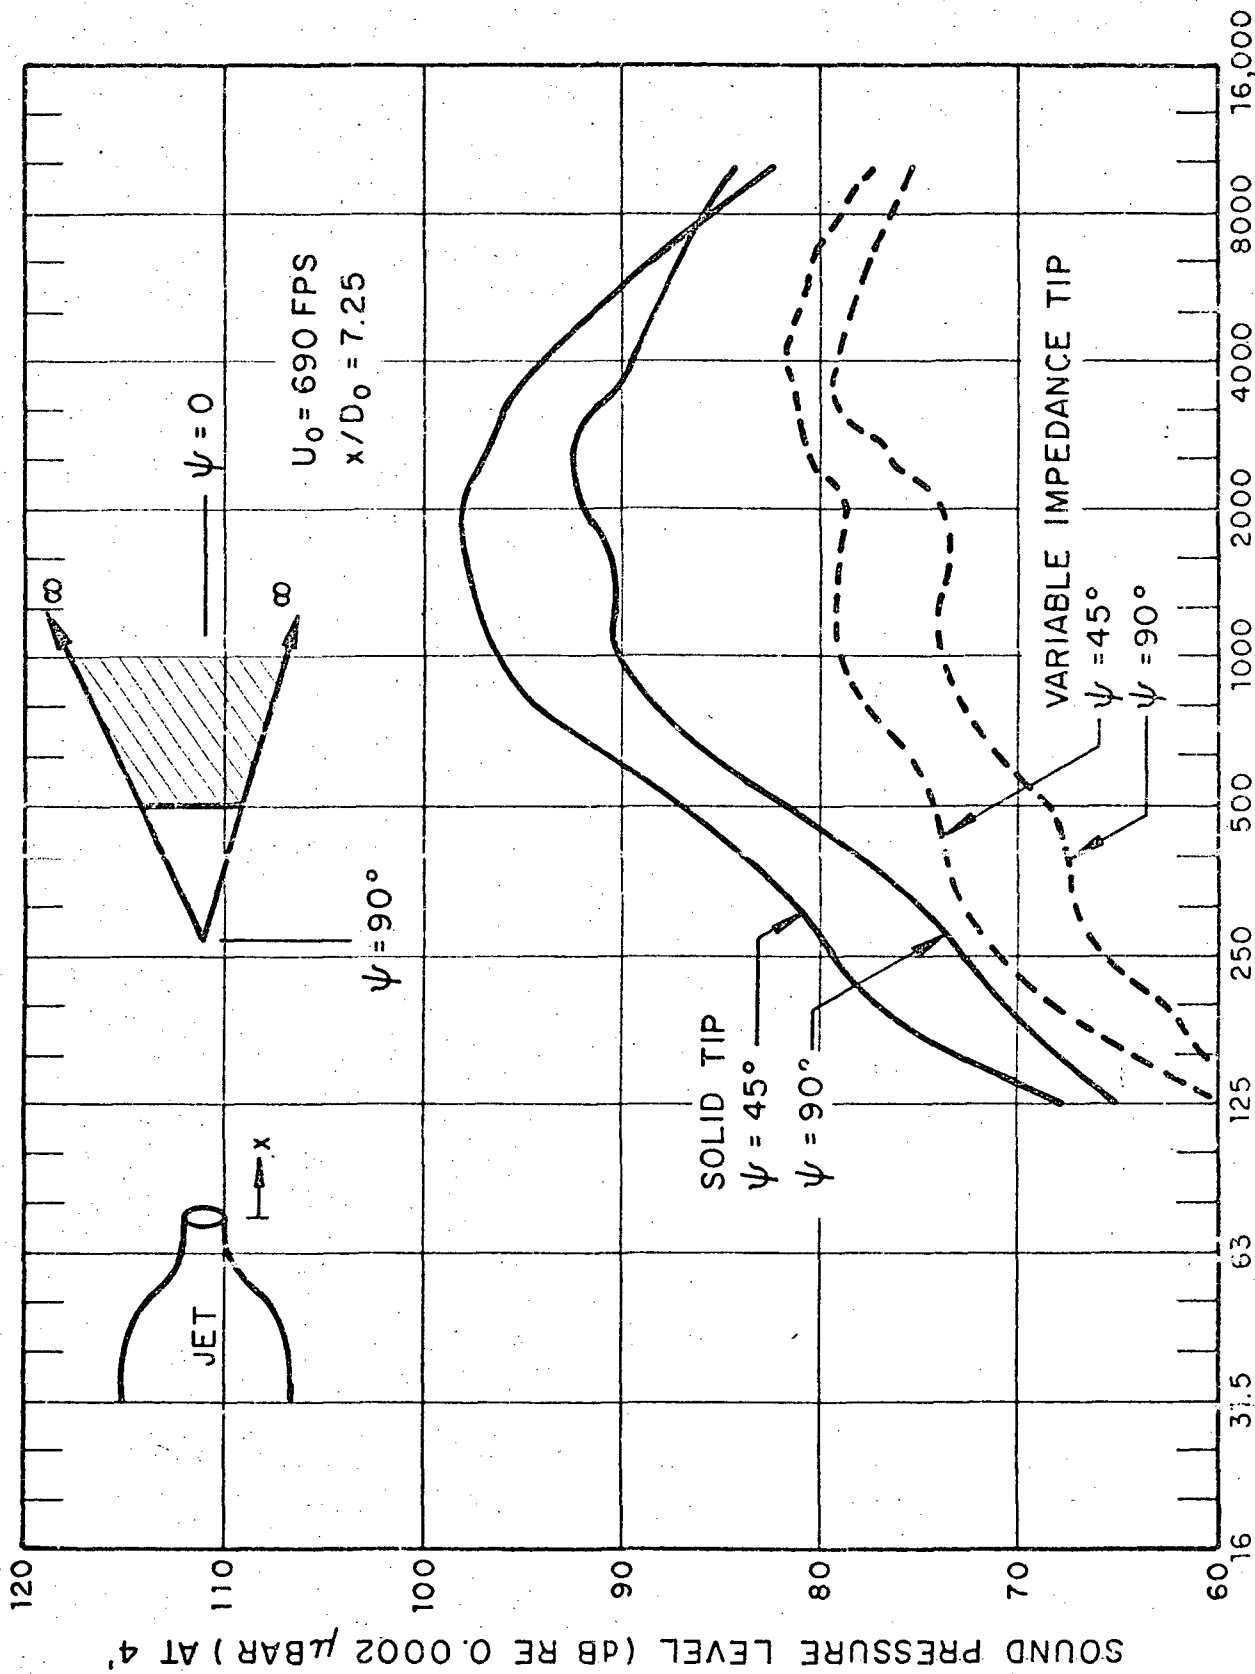 SOUND PRESSURE LEVEL (dB RE 0.0002 μBAR) AT 4'
120
110
100
90
80
70
60
16
31.5
63
125
250
500
1000
2000
4000
8000
16,000
JET
x
ψ = 90°
ψ = 0
∞
∞
U₀ = 690 FPS
x/D₀ = 7.25
SOLID TIP
ψ = 45°
ψ = 90°
VARIABLE IMPEDANCE TIP
ψ = 45°
ψ = 90°